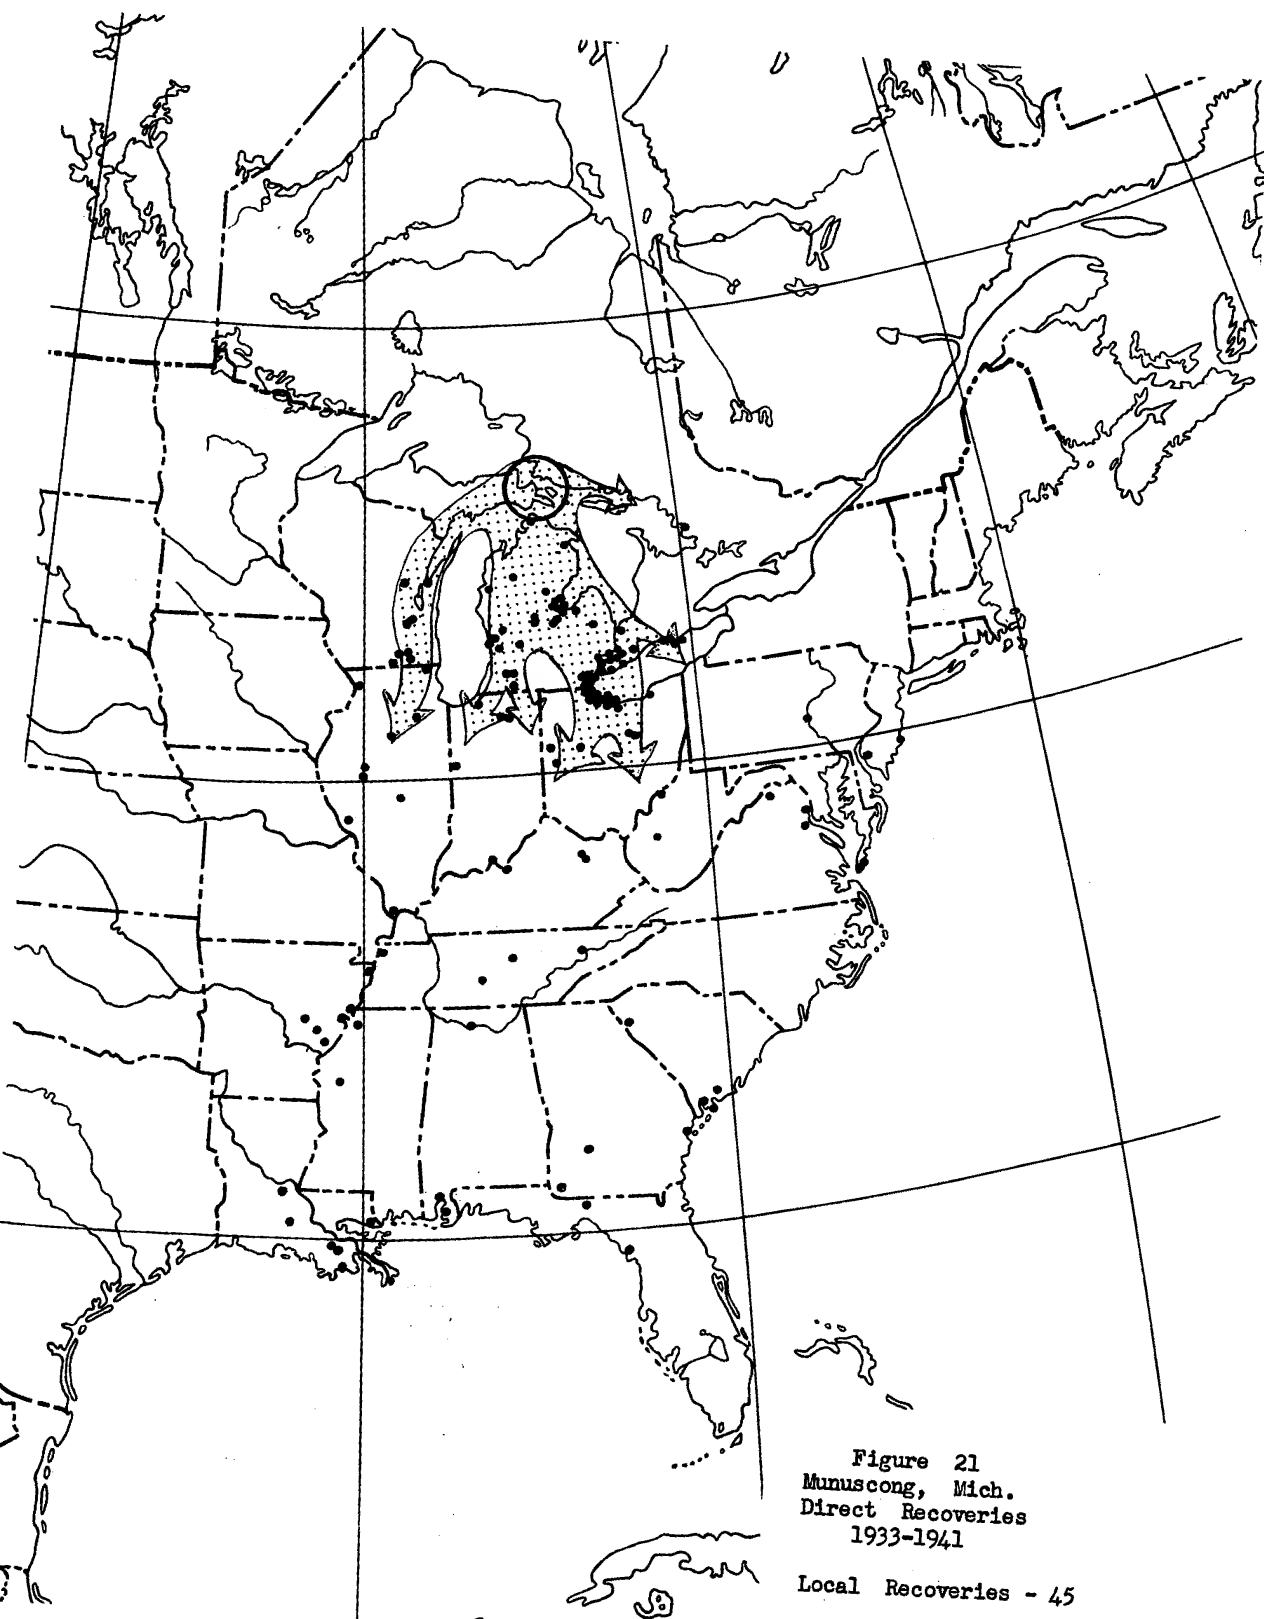 Figure 21
Munuscong, Mich.
Direct Recoveries
1933-1941
Local Recoveries - 45